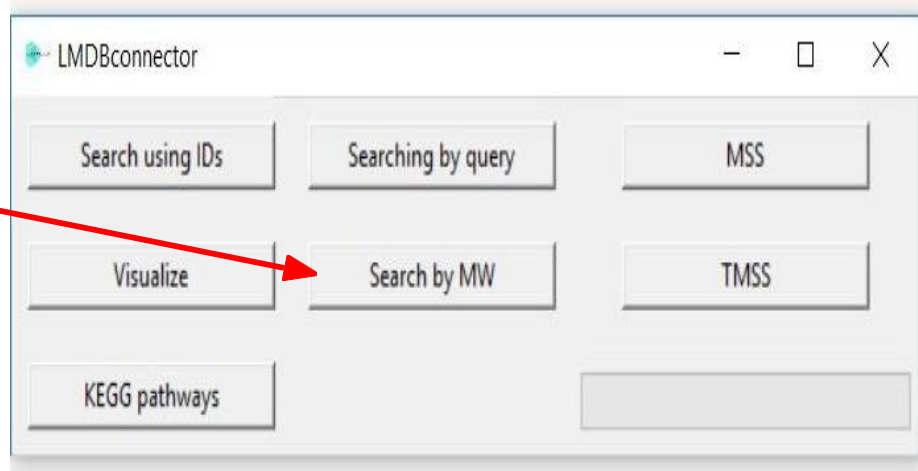 LMDBconnector
Search using IDs
Searching by query
MSS
Visualize
Search by MW
TMSS
KEGG pathways